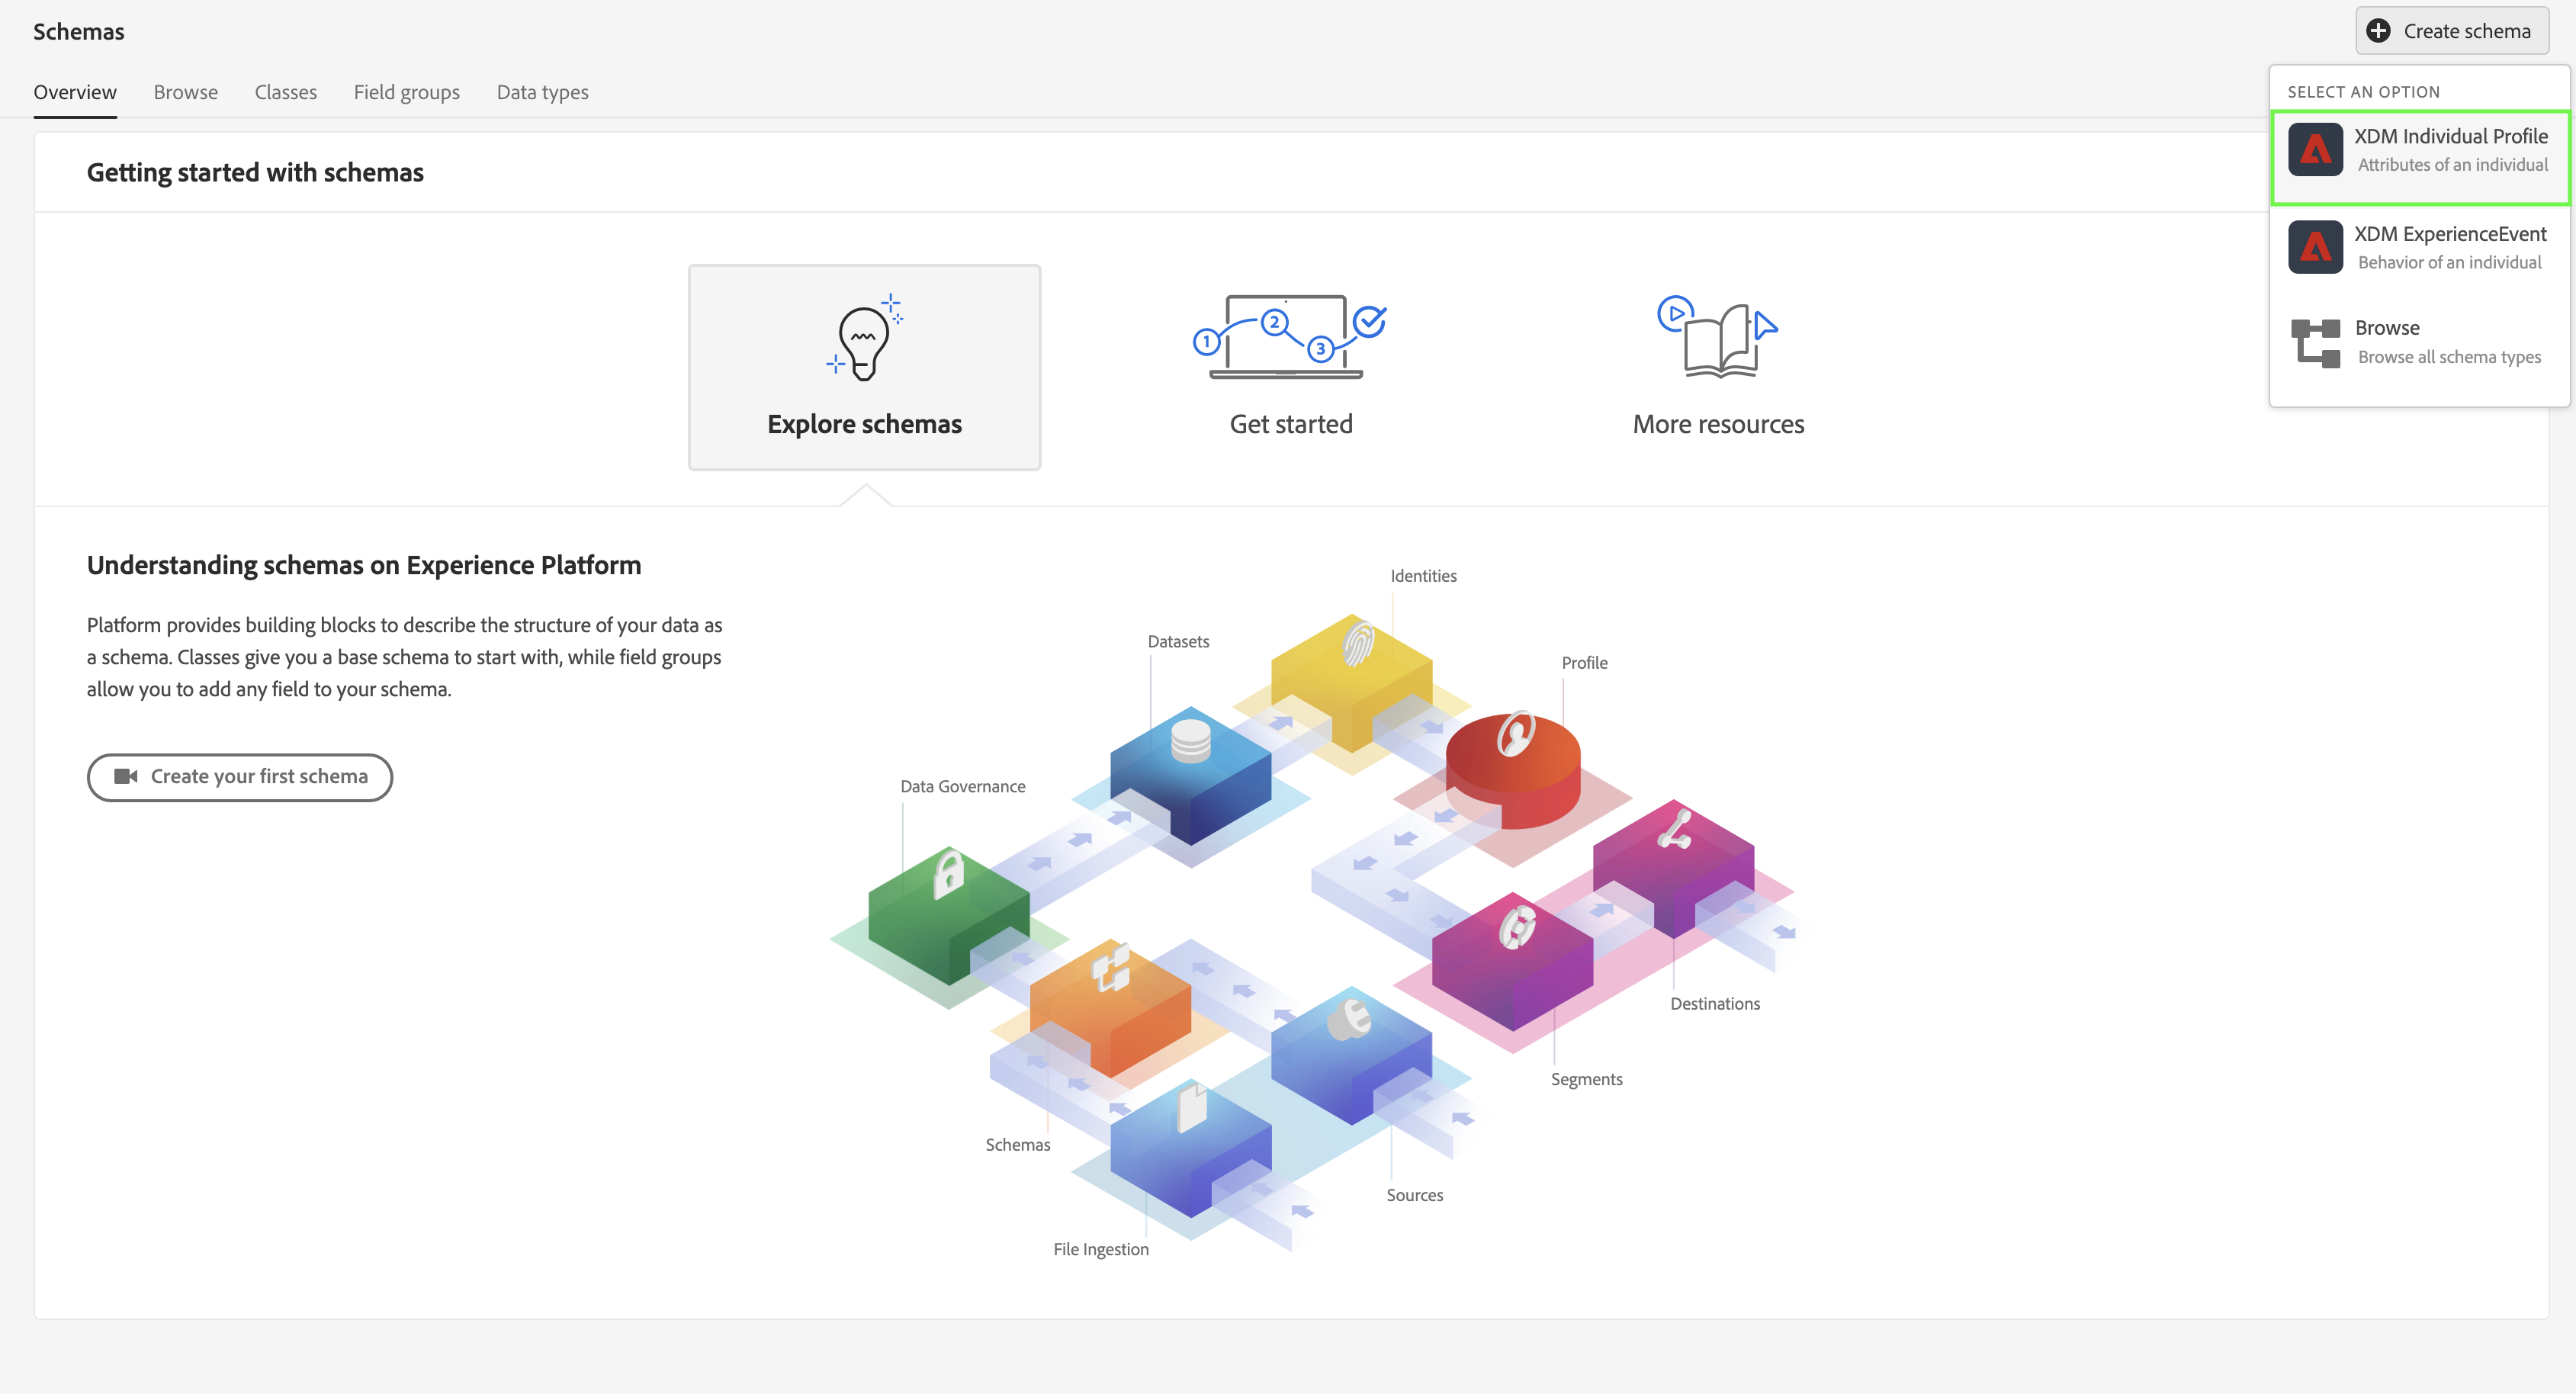 Schemas
Create schema
Overview Browse Classes Field groups Data types
SELECT AN OPTION
XDM Individual Profile
Attributes of an individual
XDM ExperienceEvent
Behavior of an individual
Browse
Browse all schema types
Getting started with schemas
1 2 3
Explore schemas
Get started
More resources
Understanding schemas on Experience Platform
Platform provides building blocks to describe the structure of your data as
a schema. Classes give you a base schema to start with, while field groups
allow you to add any field to your schema.
Create your first schema
Identities
Datasets
Profile
Data Governance
Destinations
Segments
Schemas
Sources
File Ingestion